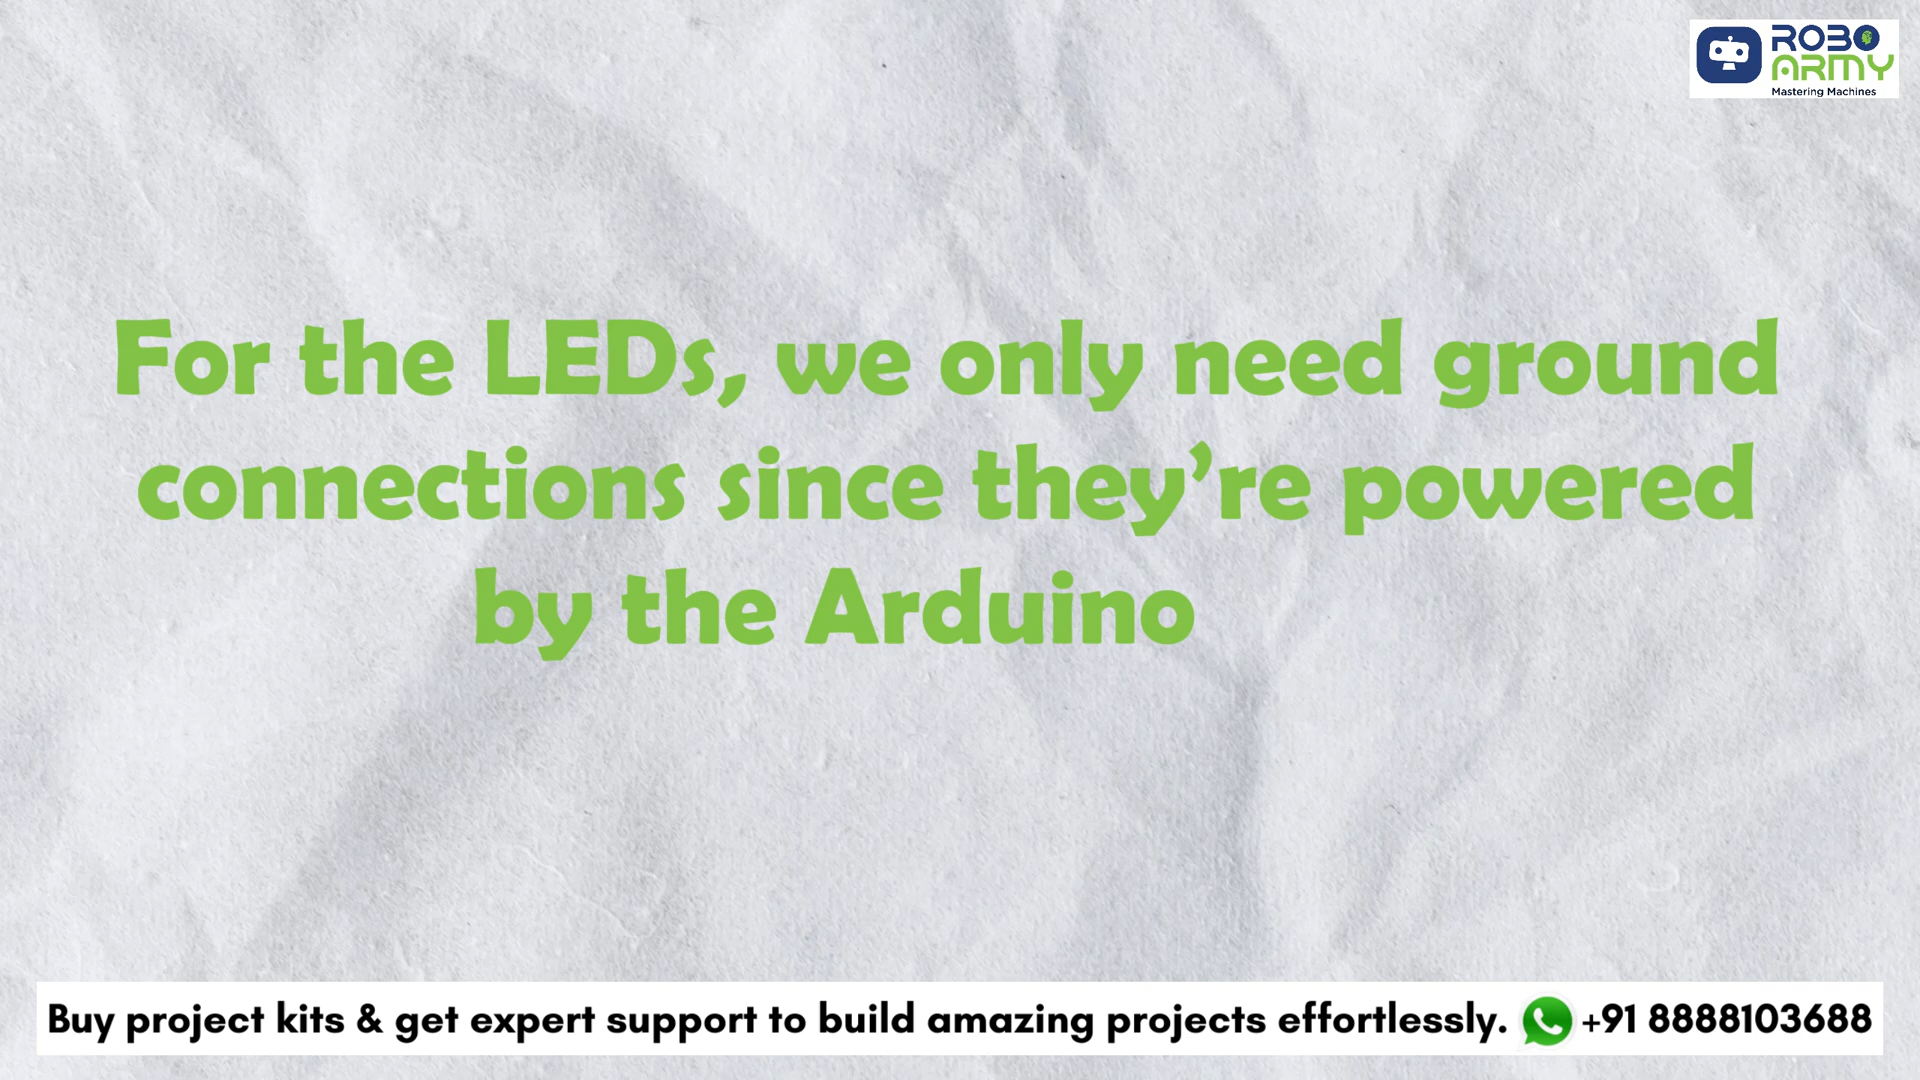 ROBO
ARMY
Mastering Machines
For the LEDs, we only need ground
connections since they’re powered
by the Arduino
Buy project kits & get expert support to build amazing projects effortlessly. +91 8888103688